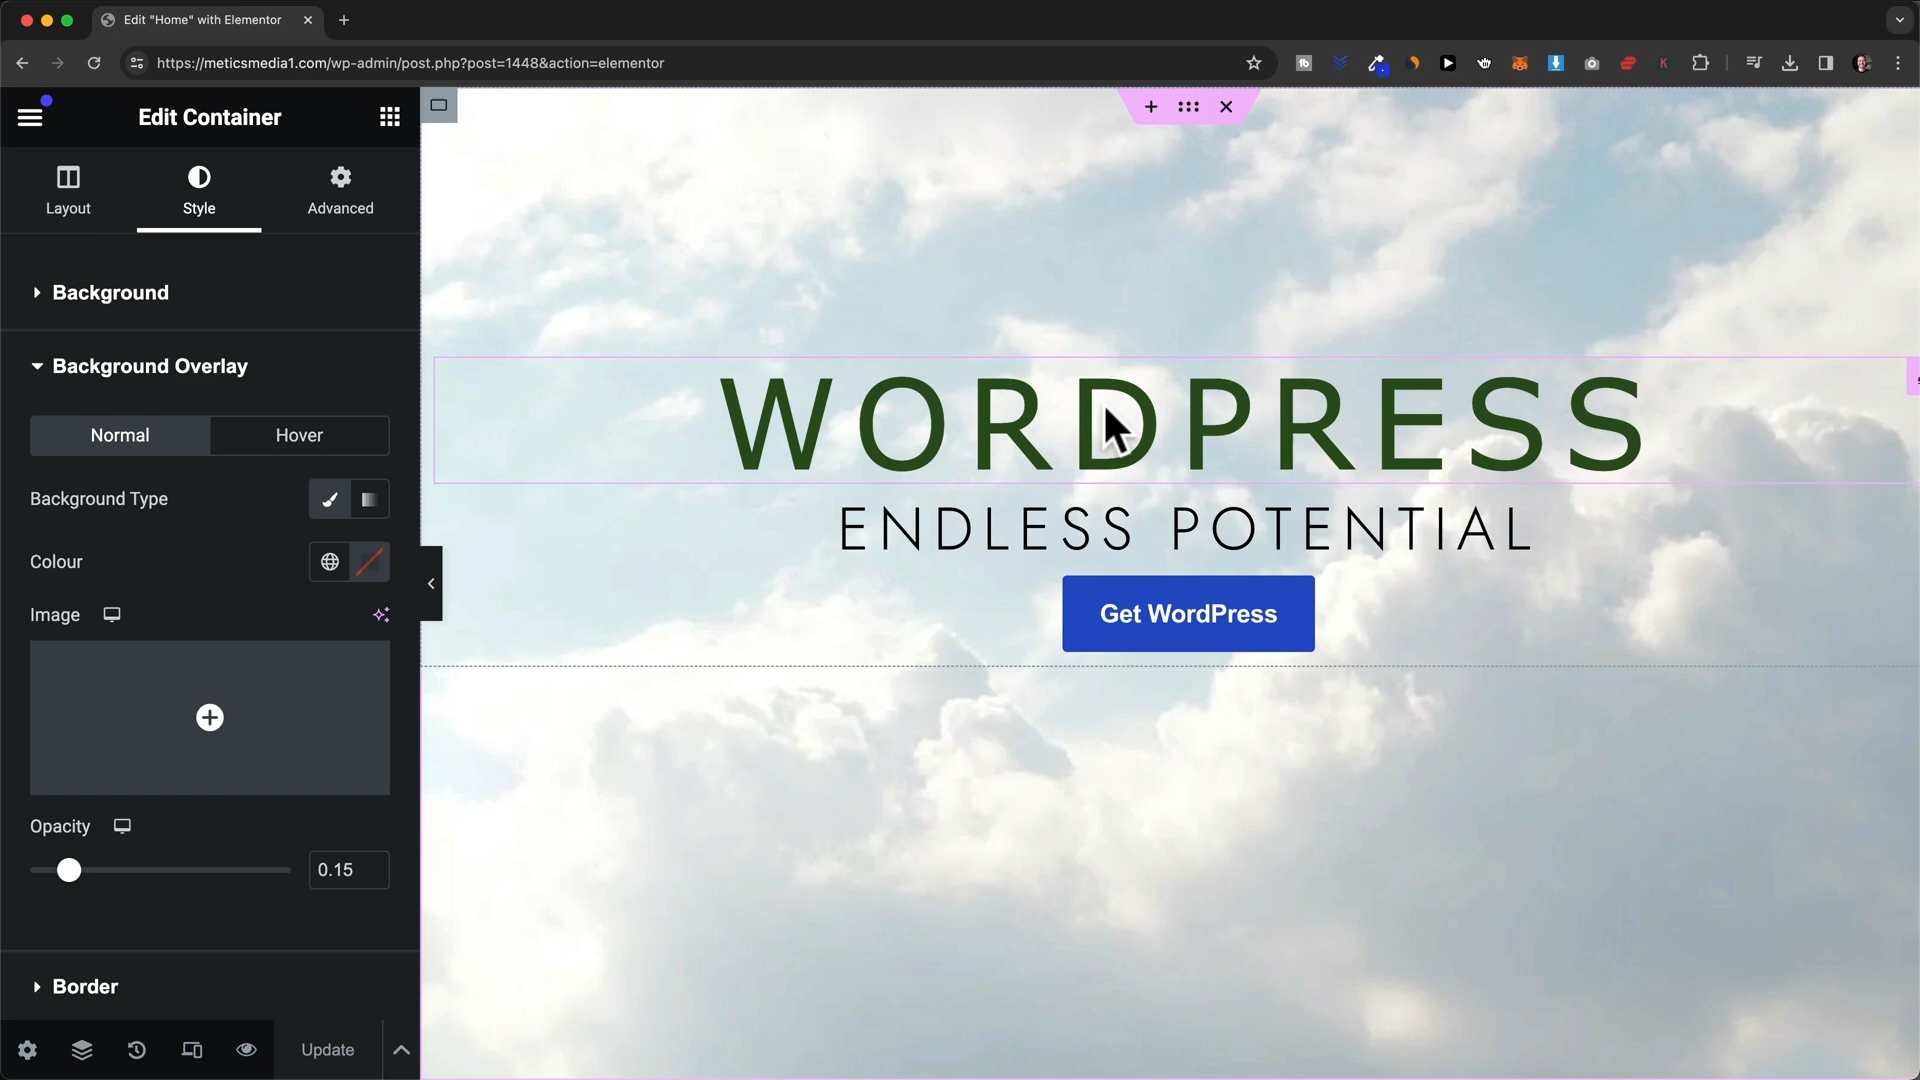 Edit "Home" with Elementor
https://meticsmedia1.com/wp-admin/post.php?post=1448&action=elementor
Edit Container
Layout
Style
Advanced
Background
Background Overlay
Normal
Hover
Background Type
Colour
Image
Opacity
0.15
Border
Update
WORDPRESS
ENDLESS POTENTIAL
Get WordPress